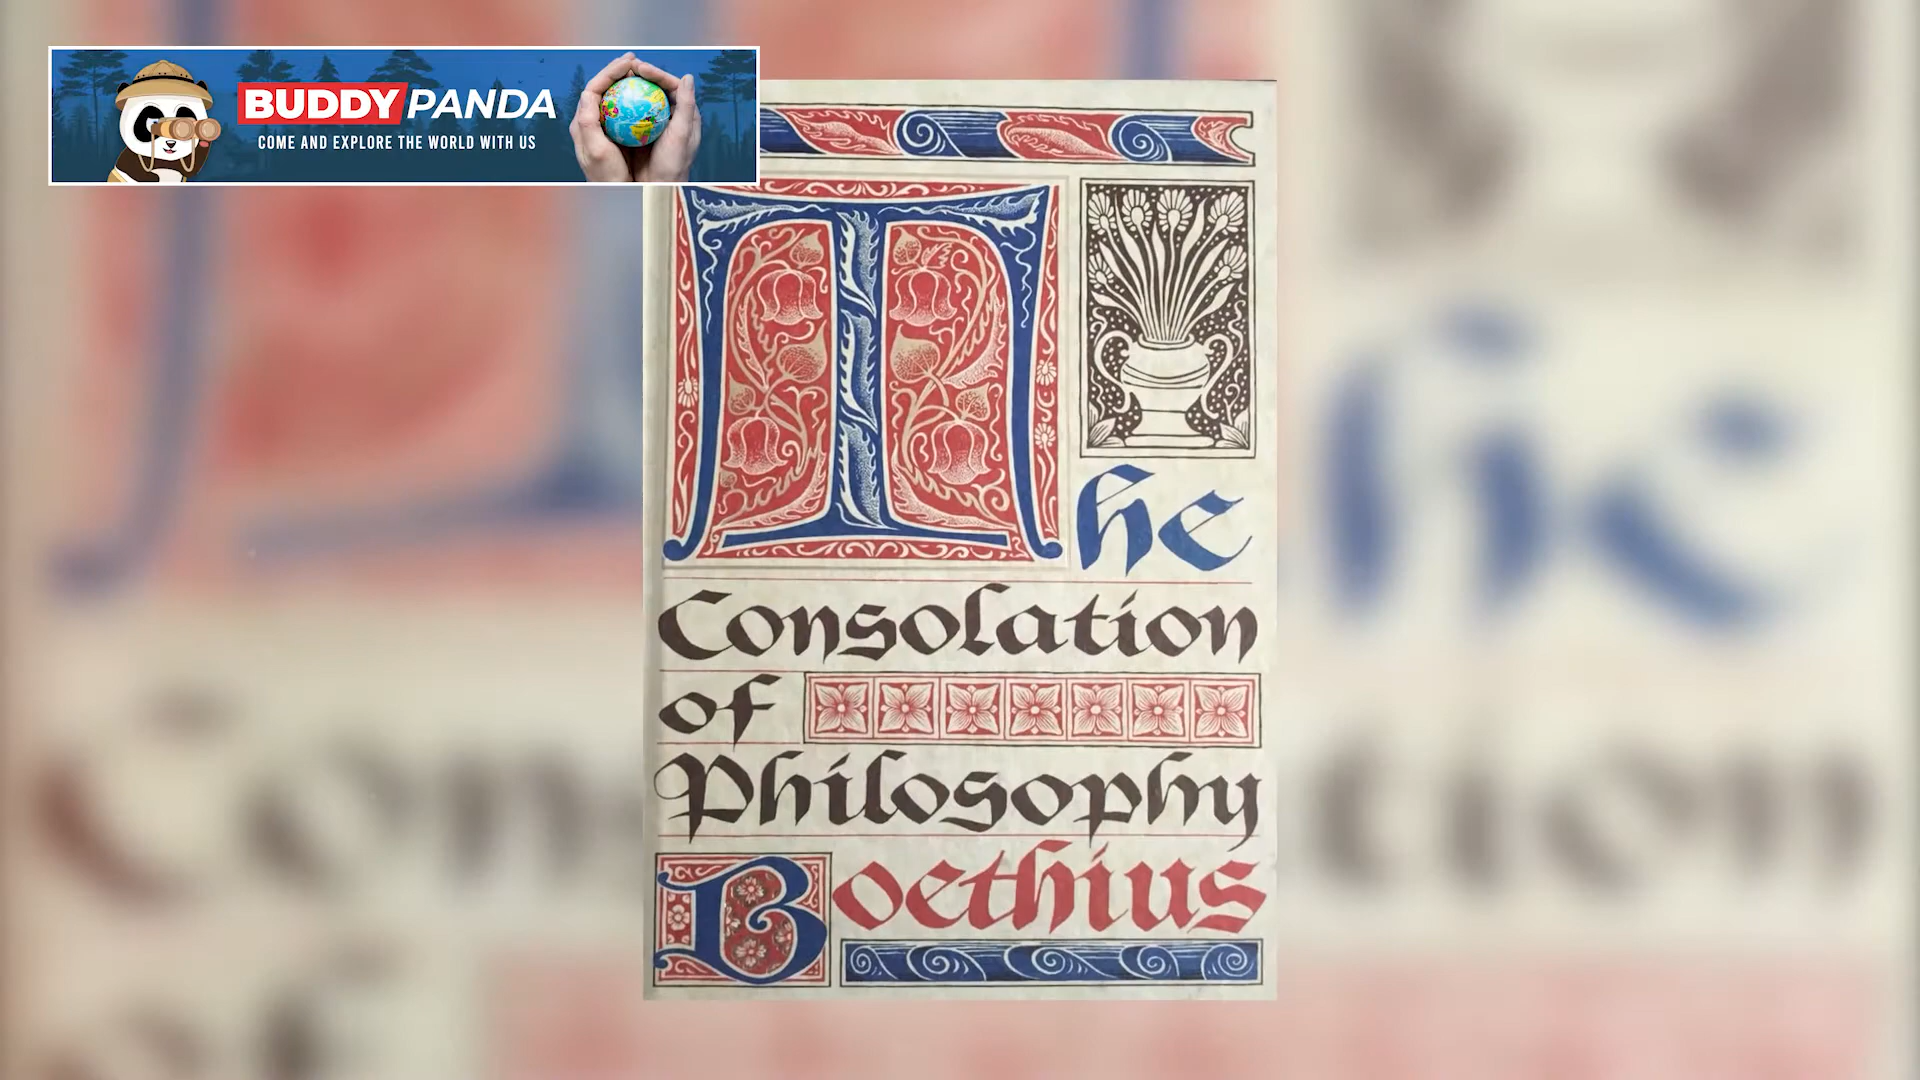 BUDDY PANDA
COME AND EXPLORE THE WORLD WITH US
The
Consolation
of
Philosophy
Boethius